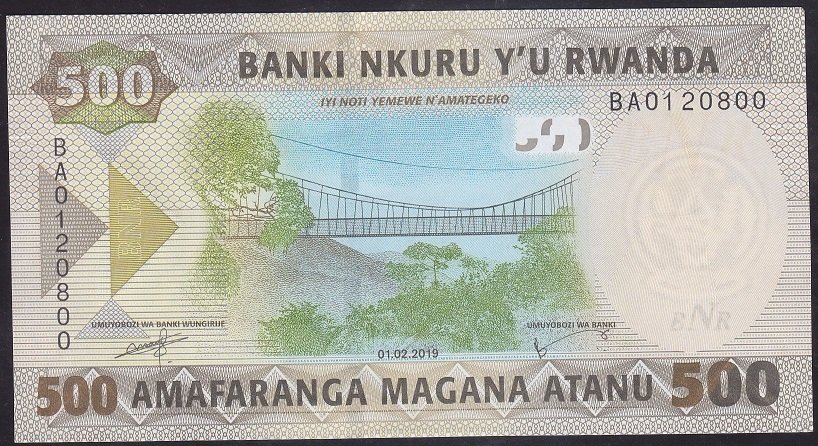 500
BANKI NKURU Y'U RWANDA
IYI NOTI YEMEWE N'AMATEGEKO
BA0120800
BA0120800
BNR
BNR
UMUYOBOZI WA BANKI WUNGIRIJE
UMUYOBOZI WA BANKI
01.02.2019
500 AMAFARANGA MAGANA ATANU 500